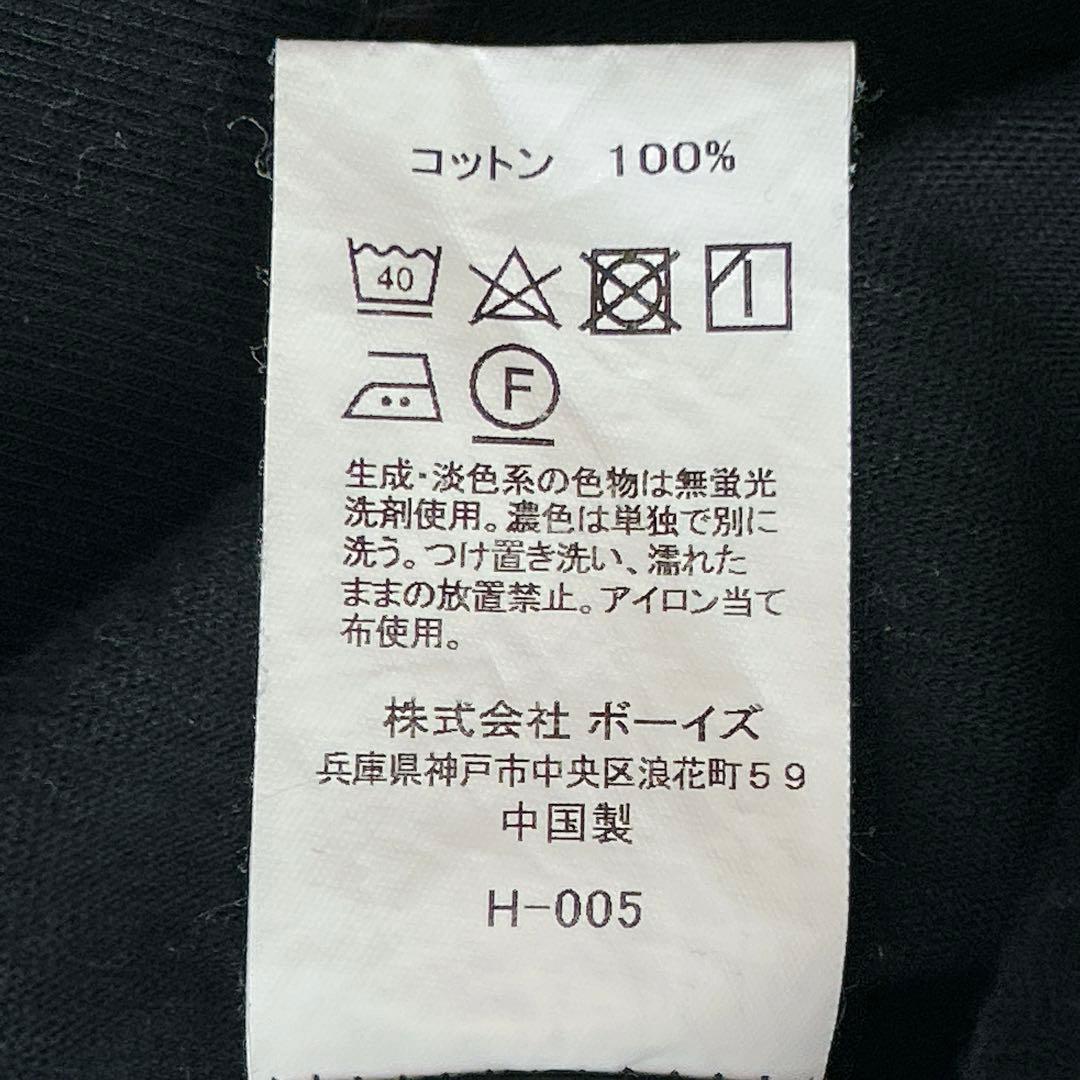 コットン　100%
40
F
生成・淡色系の色物は無蛍光
洗剤使用。濃色は単独で別に
洗う。つけ置き洗い、濡れた
ままの放置禁止。アイロン当て
布使用。
株式会社 ボーイズ
兵庫県神戸市中央区浪花町５９
中国製
H-005